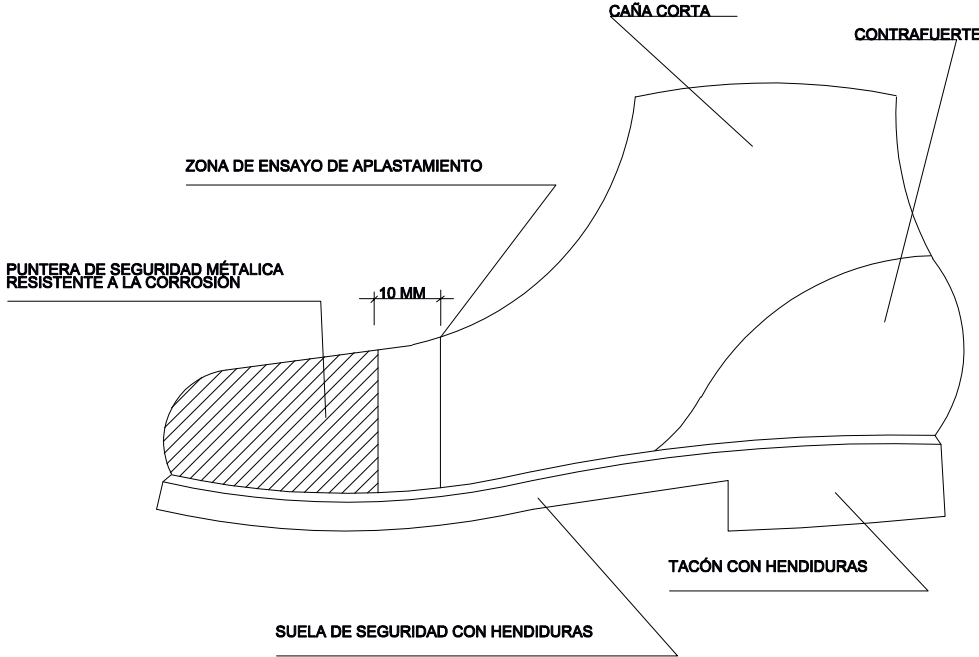 CAÑA CORTA
CONTRAFUERTE
ZONA DE ENSAYO DE APLASTAMIENTO
PUNTERA DE SEGURIDAD MÉTALICA
RESISTENTE A LA CORROSIÓN
10 MM
TACÓN CON HENDIDURAS
SUELA DE SEGURIDAD CON HENDIDURAS